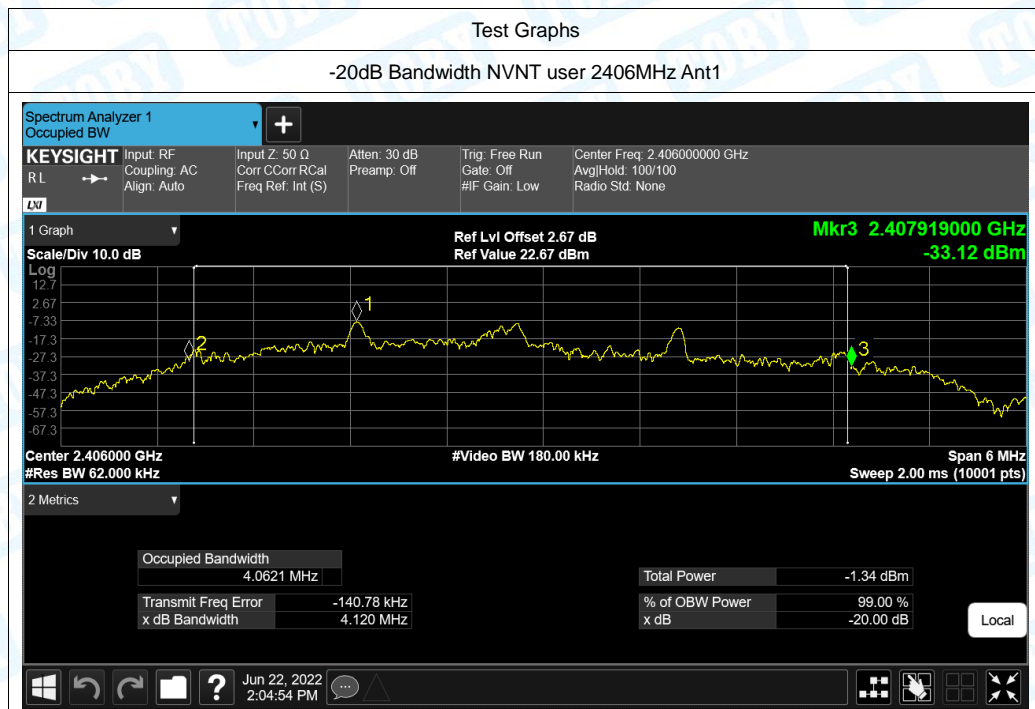 Test Graphs
-20dB Bandwidth NVNT user 2406MHz Ant1
Spectrum Analyzer 1
Occupied BW
+
KEYSIGHT Input: RF Input Z: 50 Ω Atten: 30 dB Trig: Free Run Center Freq: 2.406000000 GHz
R L Coupling: AC Corr CCorr RCal Preamp: Off Gate: Off Avg|Hold: 100/100
Align: Auto Freq Ref: Int (S) #IF Gain: Low Radio Std: None
LXI
1 Graph Ref Lvl Offset 2.67 dB Mkr3 2.407919000 GHz
Scale/Div 10.0 dB Ref Value 22.67 dBm -33.12 dBm
Log
12.7
2.67
1
-7.33
-17.3
2
3
-27.3
-37.3
-47.3
-57.3
-67.3
Center 2.406000 GHz #Video BW 180.00 kHz Span 6 MHz
#Res BW 62.000 kHz Sweep 2.00 ms (10001 pts)
2 Metrics
Occupied Bandwidth
4.0621 MHz Total Power -1.34 dBm
Transmit Freq Error -140.78 kHz % of OBW Power 99.00 %
x dB Bandwidth 4.120 MHz x dB -20.00 dB
Local
? Jun 22, 2022
2:04:54 PM
TOBY